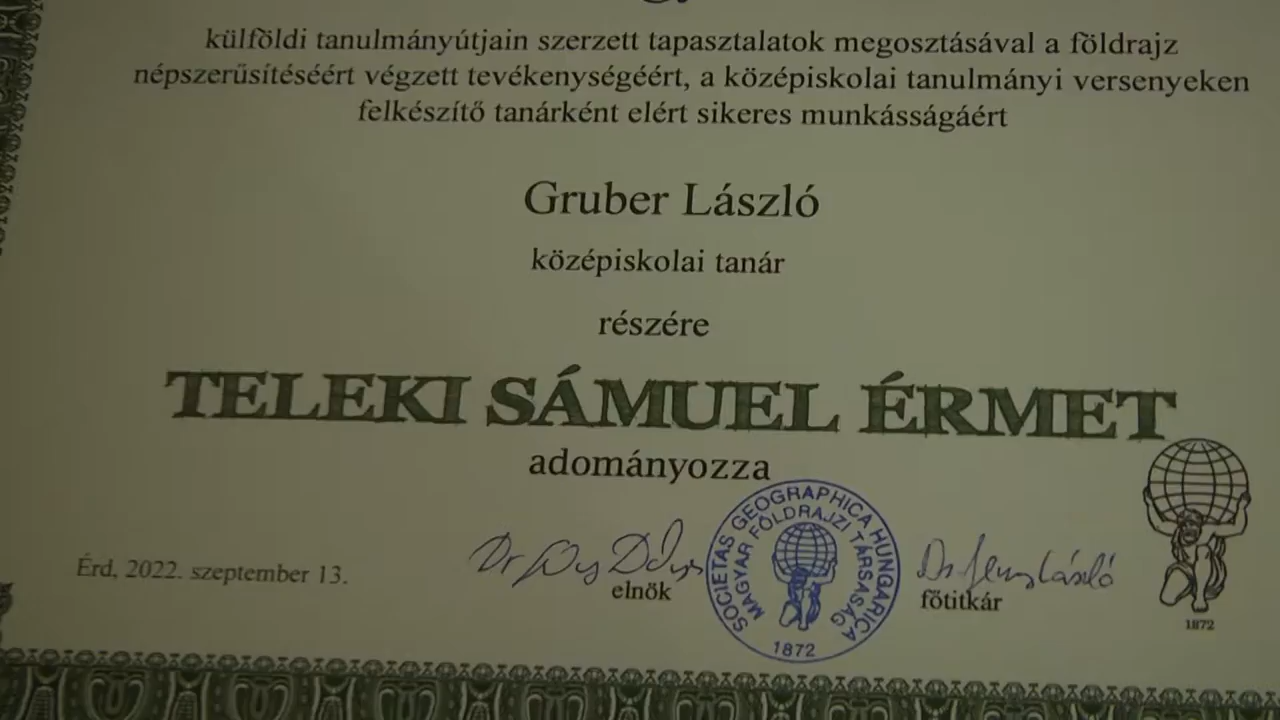 külföldi tanulmányútjain szerzett tapasztalatok megosztásával a földrajz
népszerűsítéséért végzett tevékenységéért, a középiskolai tanulmányi versenyeken
felkészítő tanárként elért sikeres munkásságáért
Gruber László
középiskolai tanár
részére
TELEKI SÁMUEL ÉRMET
adományozza
SOCIETAS GEOGRAPHICA HUNGARICA
MAGYAR FÖLDRAJZI TÁRSASÁG
1872
Érd, 2022. szeptember 13.
elnök
főtitkár
1872